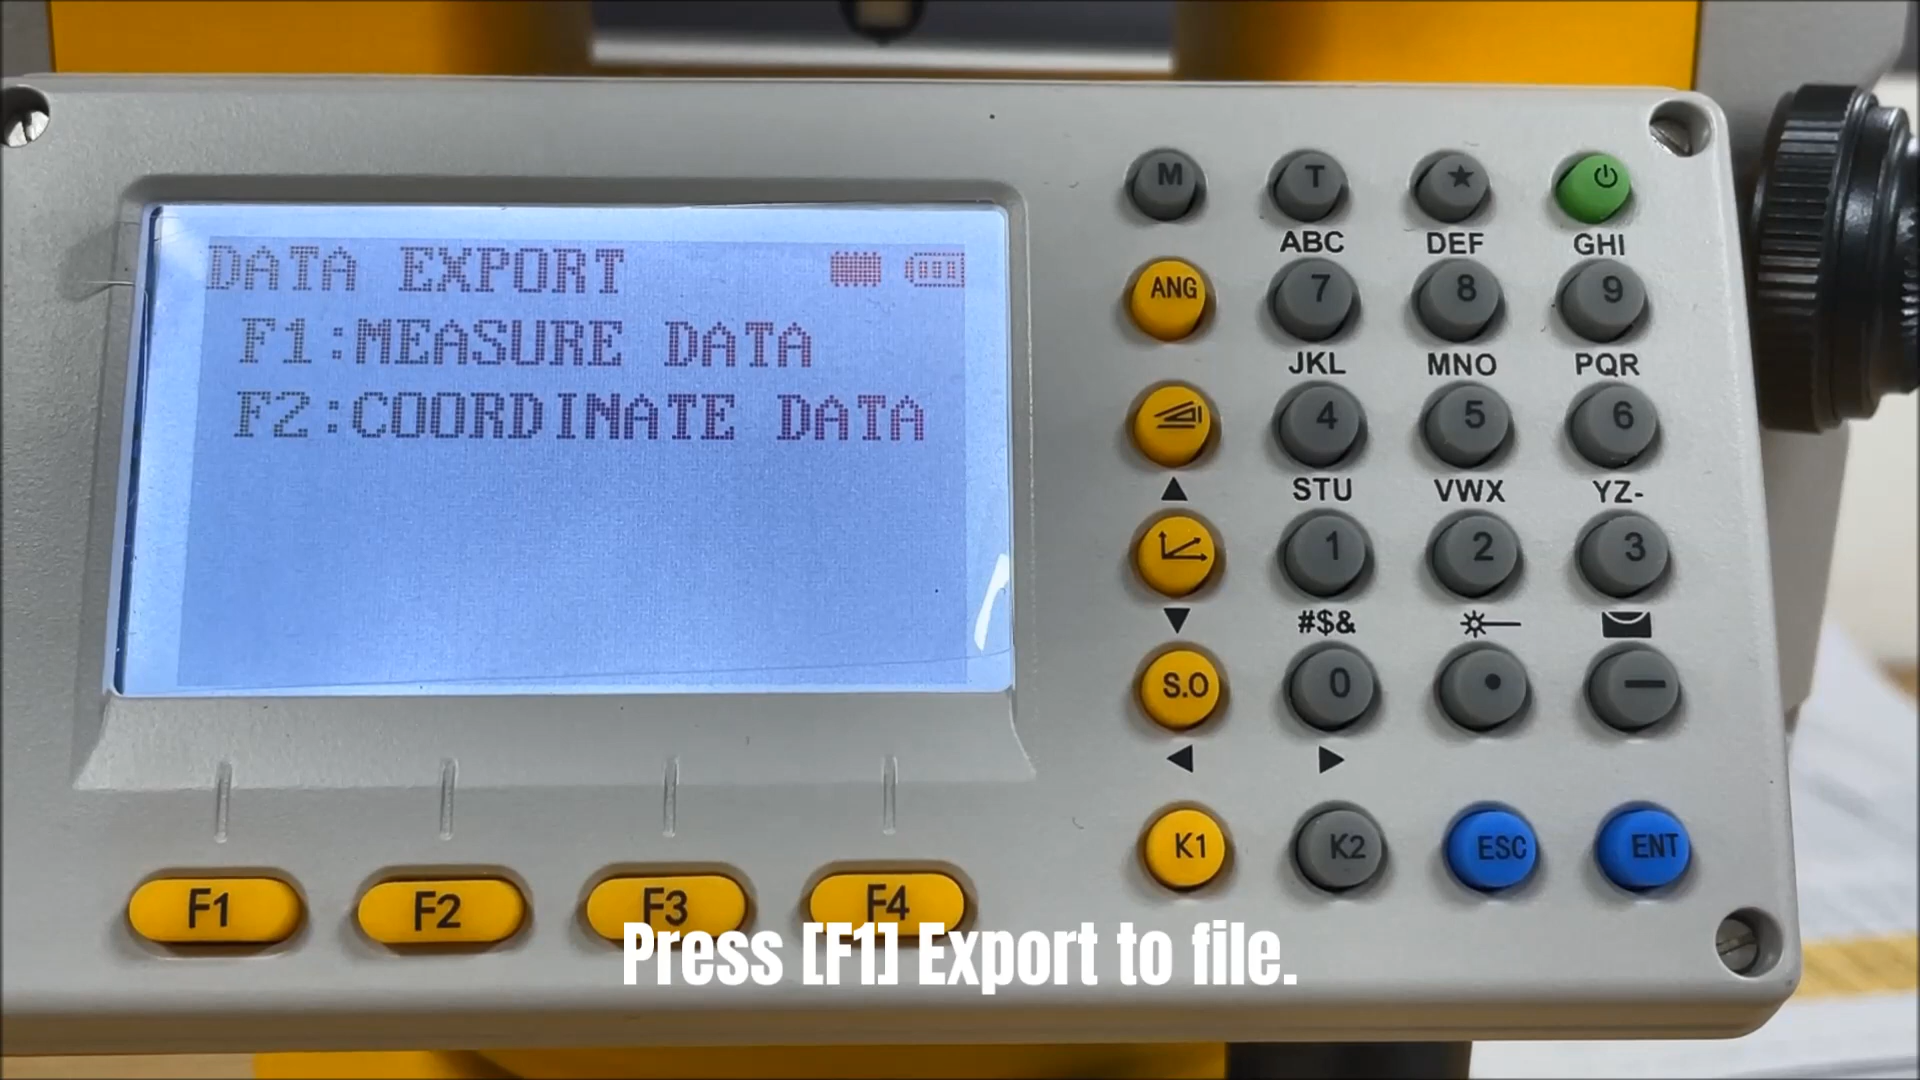 DATA EXPORT
F1:MEASURE DATA
F2:COORDINATE DATA
M T ★
ABC DEF GHI
ANG 7 8 9
JKL MNO PQR
4 5 6
STU VWX YZ-
1 2 3
#$&
S.O 0 • —
K1 K2 ESC ENT
F1 F2 F3 F4
Press [F1] Export to file.